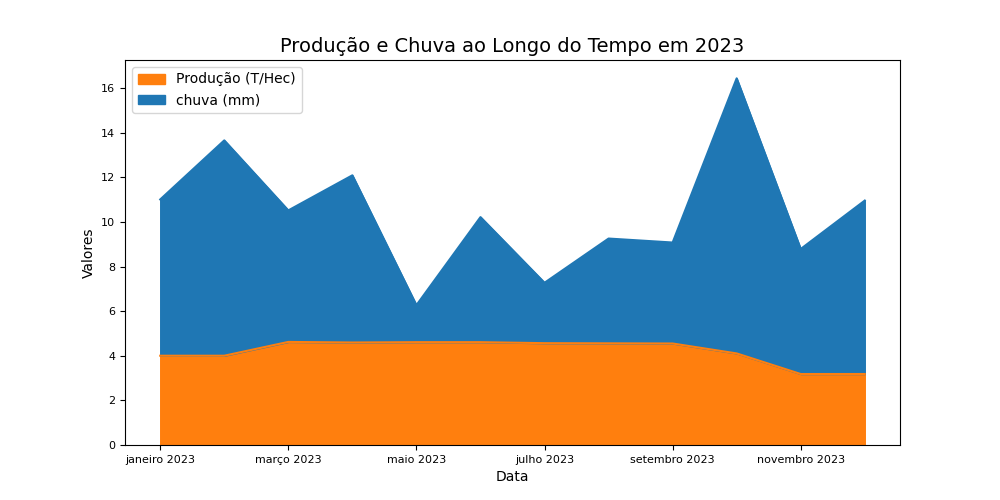 Produção e Chuva ao Longo do Tempo em 2023
Produção (T/Hec)
chuva (mm)
Valores
16
14
12
10
8
6
4
2
0
janeiro 2023
março 2023
maio 2023
julho 2023
setembro 2023
novembro 2023
Data